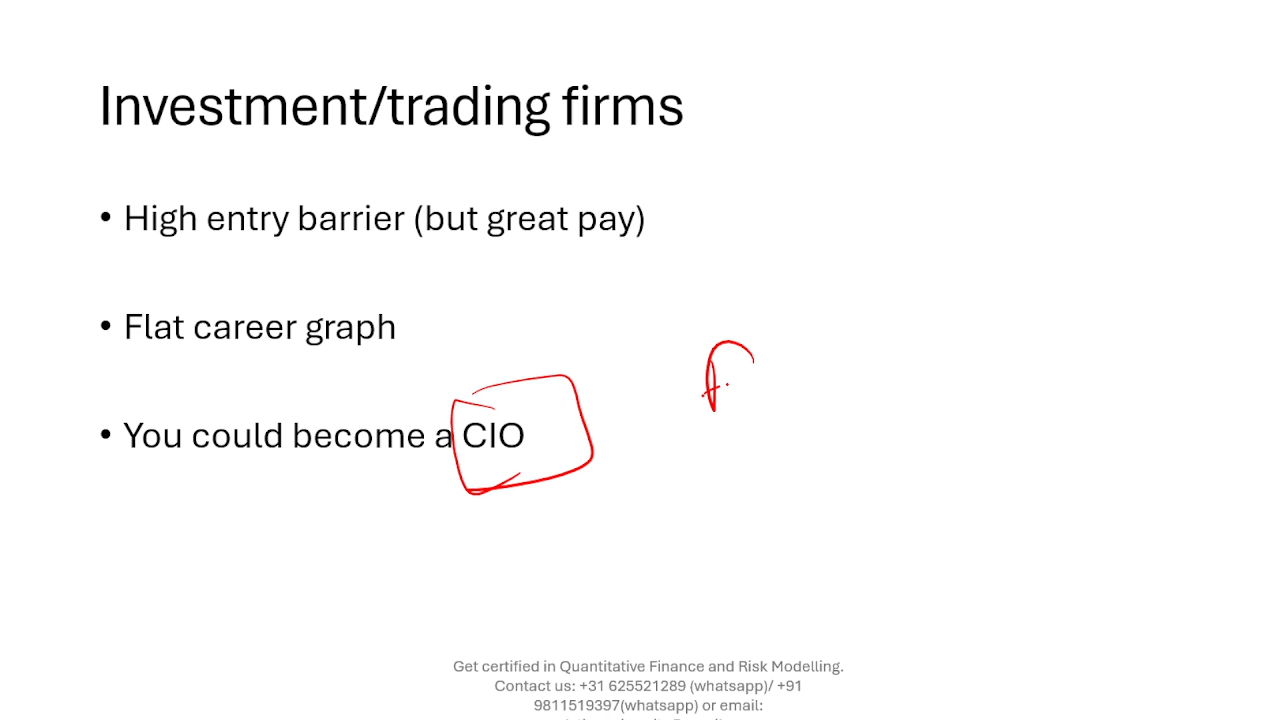 Investment/trading firms
• High entry barrier (but great pay)
• Flat career graph
• You could become a CIO
Get certified in Quantitative Finance and Risk Modelling.
Contact us: +31 625521289 (whatsapp)/ +91
9811519397(whatsapp) or email: